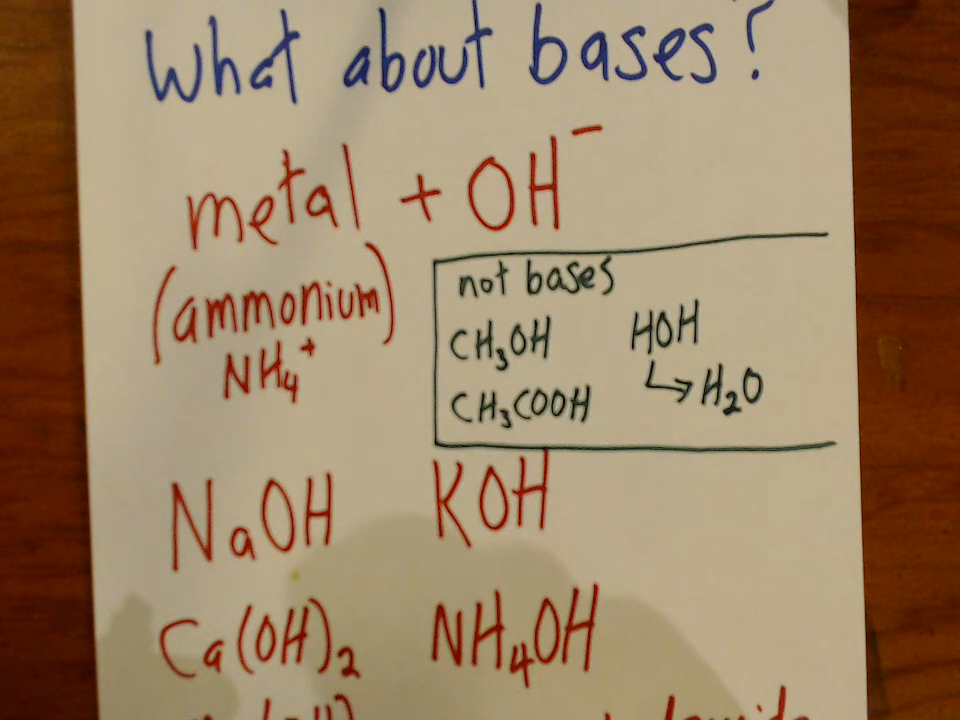 What about bases?
metal + OH⁻
(ammonium)
NH₄⁺
not bases
CH₃OH HOH
↳ H₂O
CH₃COOH
NaOH KOH
Ca(OH)₂ NH₄OH